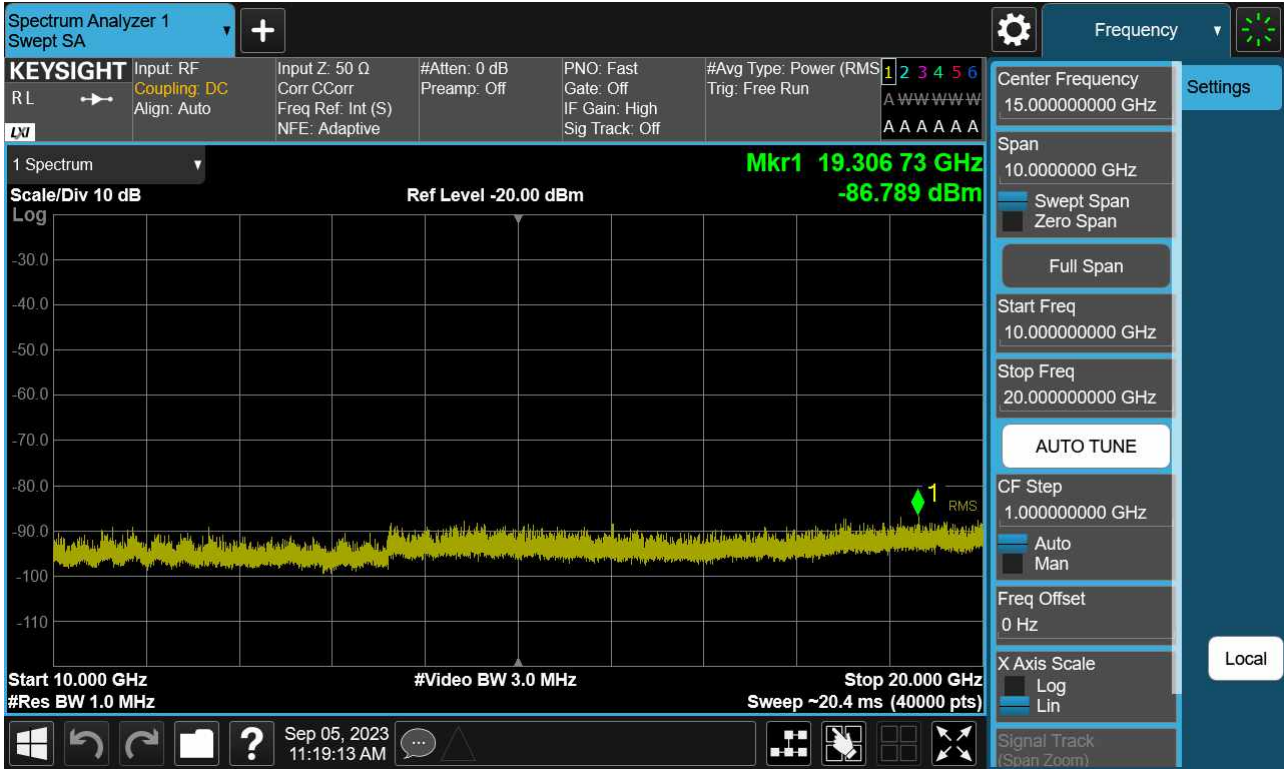 Spectrum Analyzer 1
Swept SA
Frequency
KEYSIGHT
R L
LXI
Input: RF
Coupling: DC
Align: Auto
Input Z: 50 Ω
Corr CCorr
Freq Ref: Int (S)
NFE: Adaptive
#Atten: 0 dB
Preamp: Off
PNO: Fast
Gate: Off
IF Gain: High
Sig Track: Off
#Avg Type: Power (RMS
Trig: Free Run
1 2 3 4 5 6
A W W W W W
A A A A A A
1 Spectrum
Scale/Div 10 dB
Log
Ref Level -20.00 dBm
Mkr1 19.306 73 GHz
-86.789 dBm
-30.0
-40.0
-50.0
-60.0
-70.0
-80.0
-90.0
-100
-110
1
RMS
Start 10.000 GHz
#Res BW 1.0 MHz
#Video BW 3.0 MHz
Stop 20.000 GHz
Sweep ~20.4 ms (40000 pts)
Sep 05, 2023
11:19:13 AM
Center Frequency
15.000000000 GHz
Span
10.0000000 GHz
Swept Span
Zero Span
Full Span
Start Freq
10.000000000 GHz
Stop Freq
20.000000000 GHz
AUTO TUNE
CF Step
1.000000000 GHz
Auto
Man
Freq Offset
0 Hz
X Axis Scale
Log
Lin
Signal Track
(Span Zoom)
Settings
Local